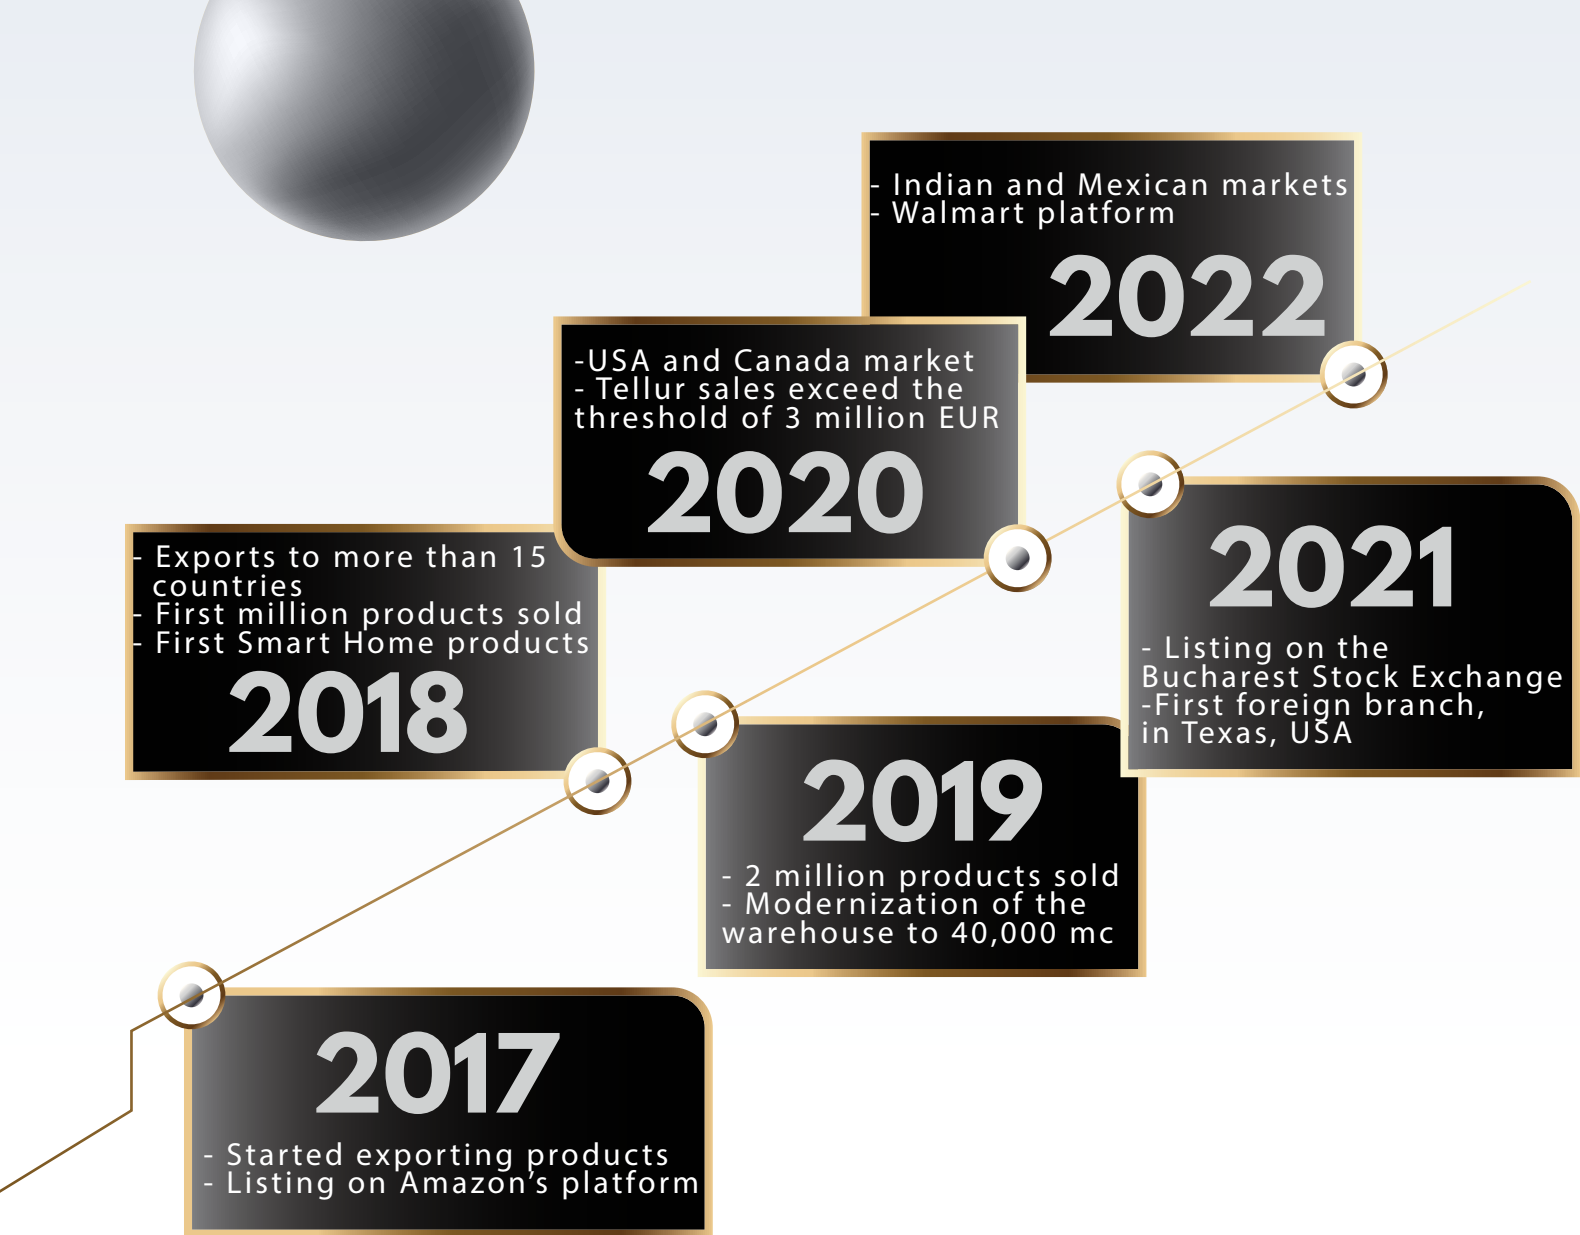 - Indian and Mexican markets
- Walmart platform
2022
-USA and Canada market
- Tellur sales exceed the
threshold of 3 million EUR
2020
2021
- Listing on the
Bucharest Stock Exchange
-First foreign branch,
in Texas, USA
- Exports to more than 15
countries
- First million products sold
- First Smart Home products
2018
2019
- 2 million products sold
- Modernization of the
warehouse to 40,000 mc
2017
- Started exporting products
- Listing on Amazon’s platform